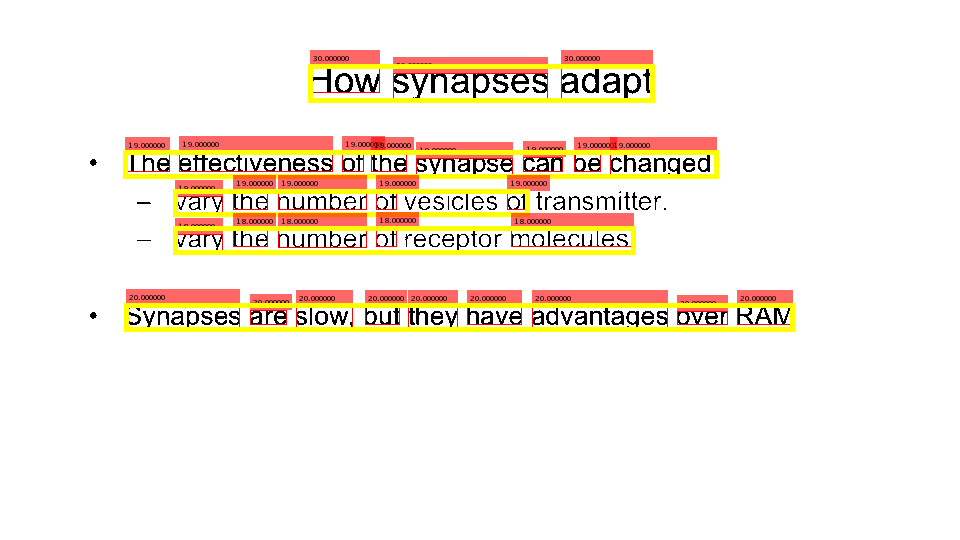 How synapses adapt
• The effectiveness of the synapse can be changed
– vary the number of vesicles of transmitter.
– vary the number of receptor molecules.
• Synapses are slow, but they have advantages over RAM